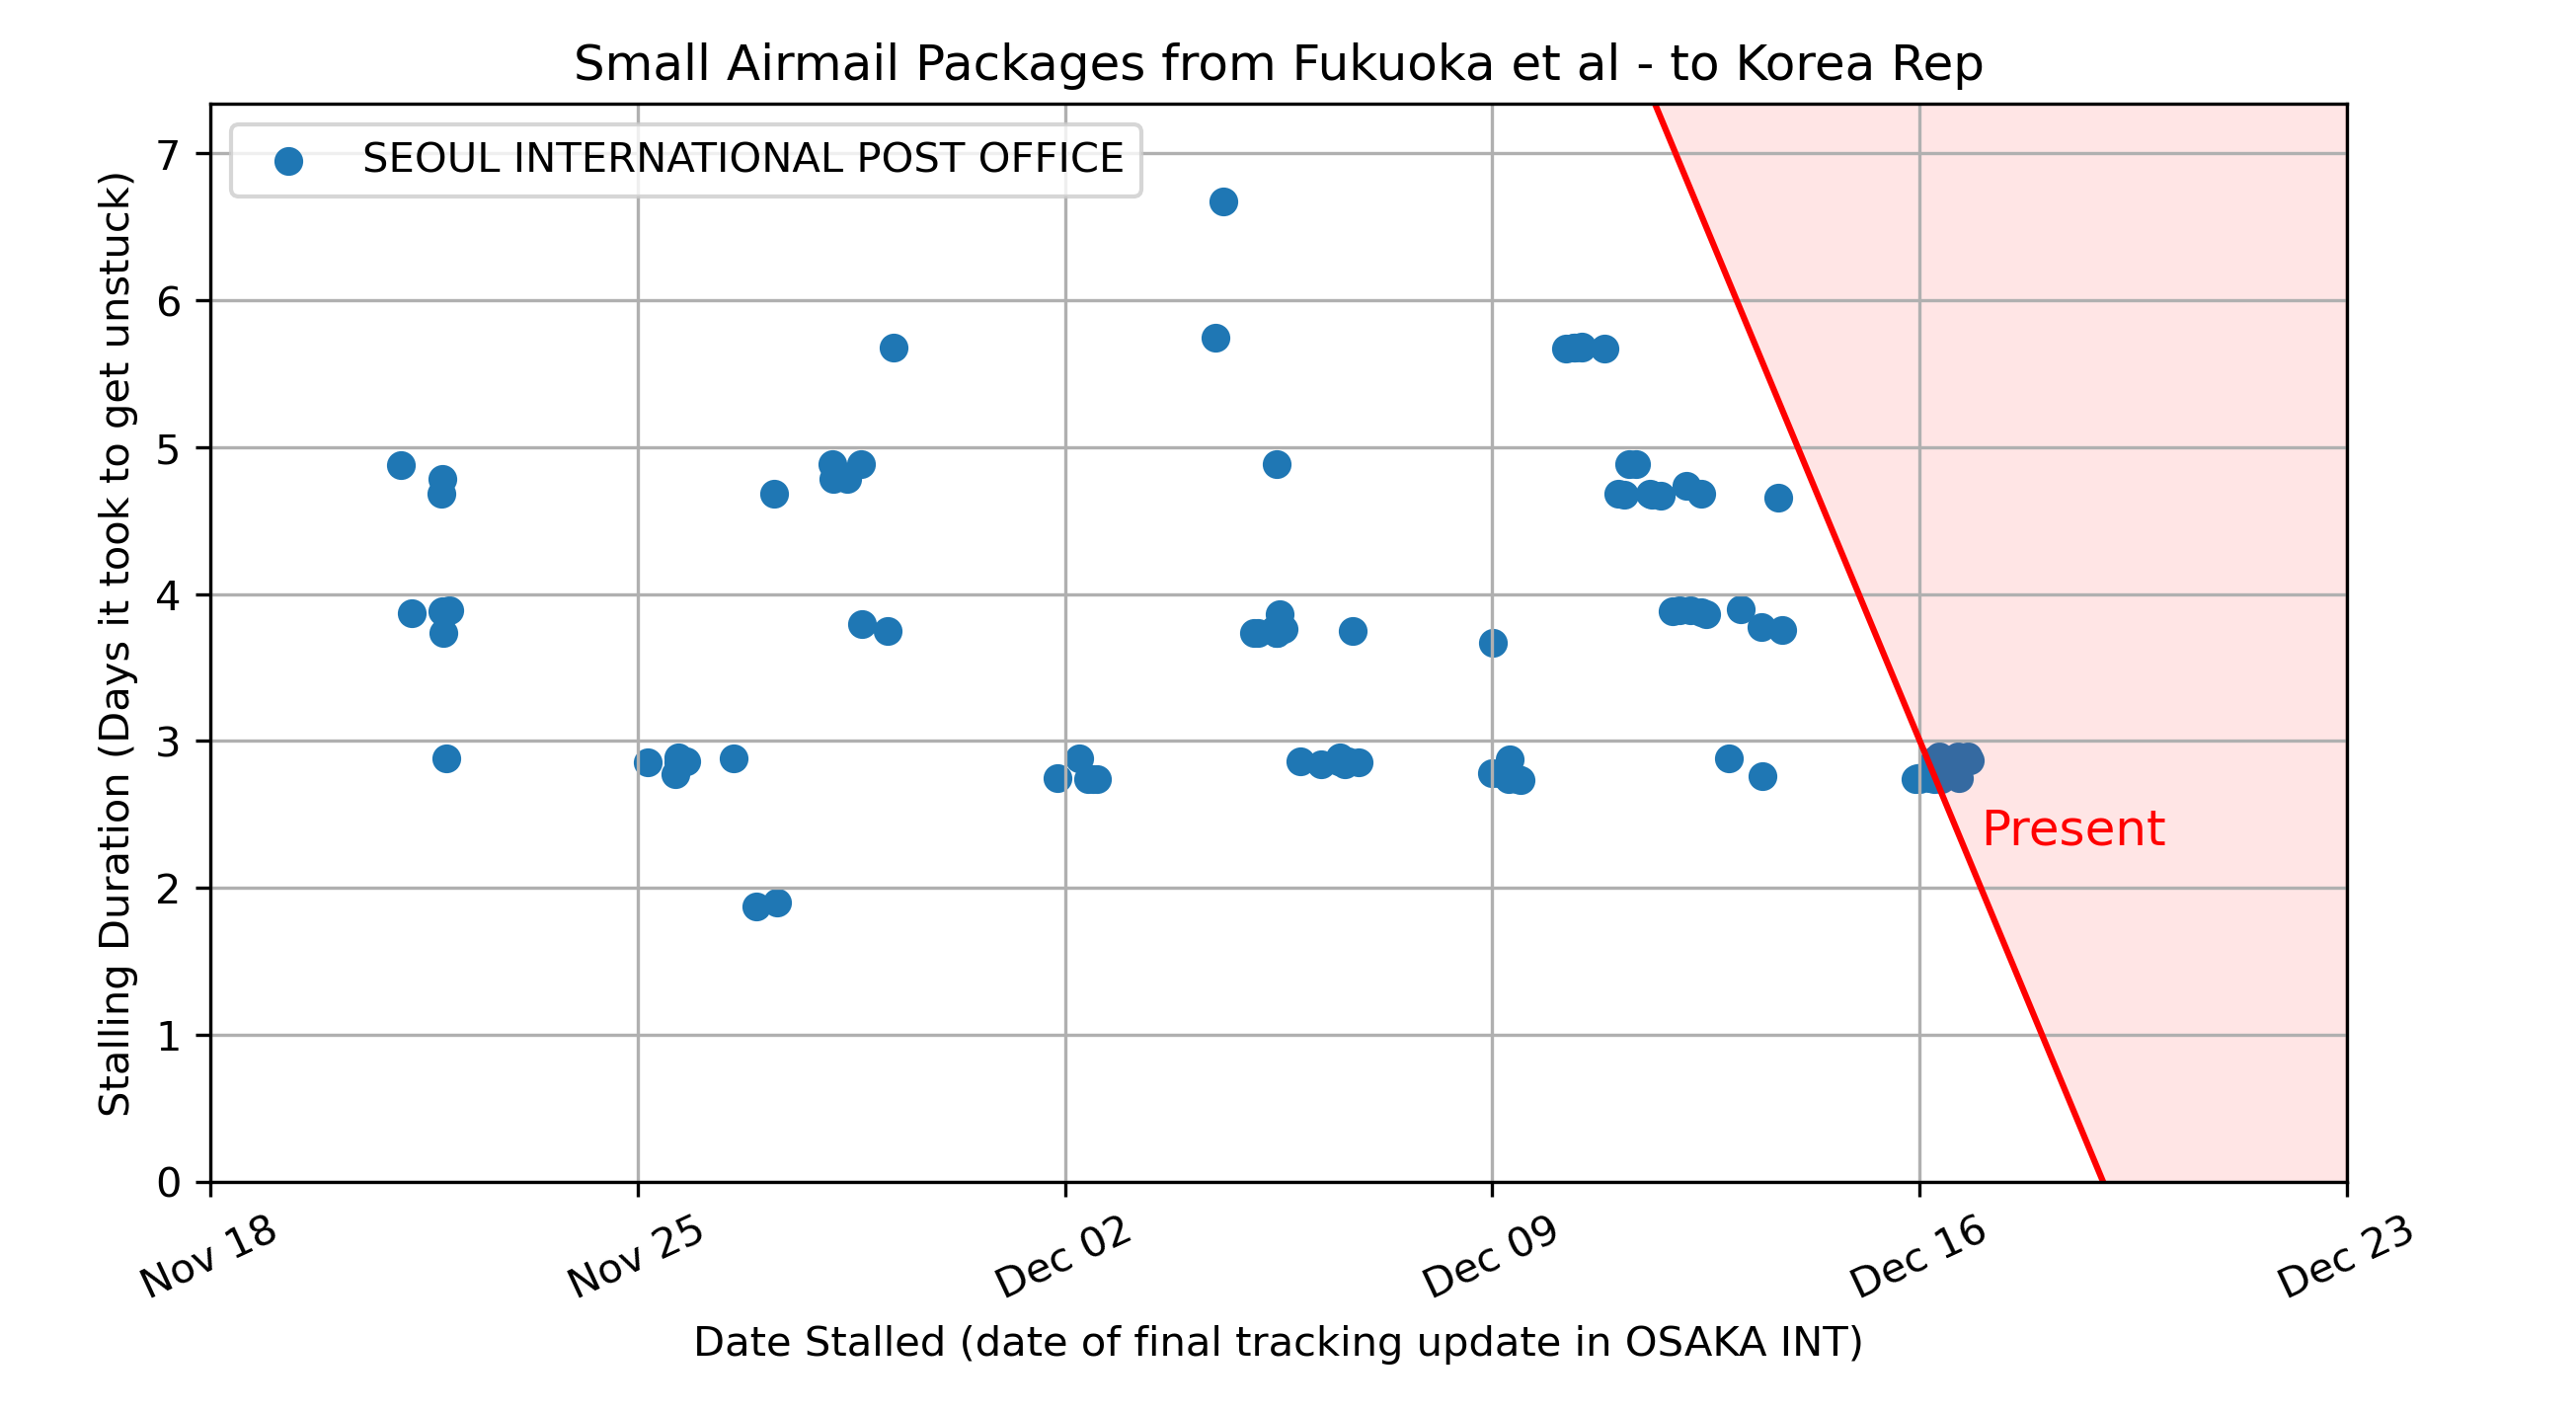 Small Airmail Packages from Fukuoka et al - to Korea Rep
SEOUL INTERNATIONAL POST OFFICE
Stalling Duration (Days it took to get unstuck)
7
6
5
4
3
2
1
0
Present
Nov 18
Nov 25
Dec 02
Dec 09
Dec 16
Dec 23
Date Stalled (date of final tracking update in OSAKA INT)